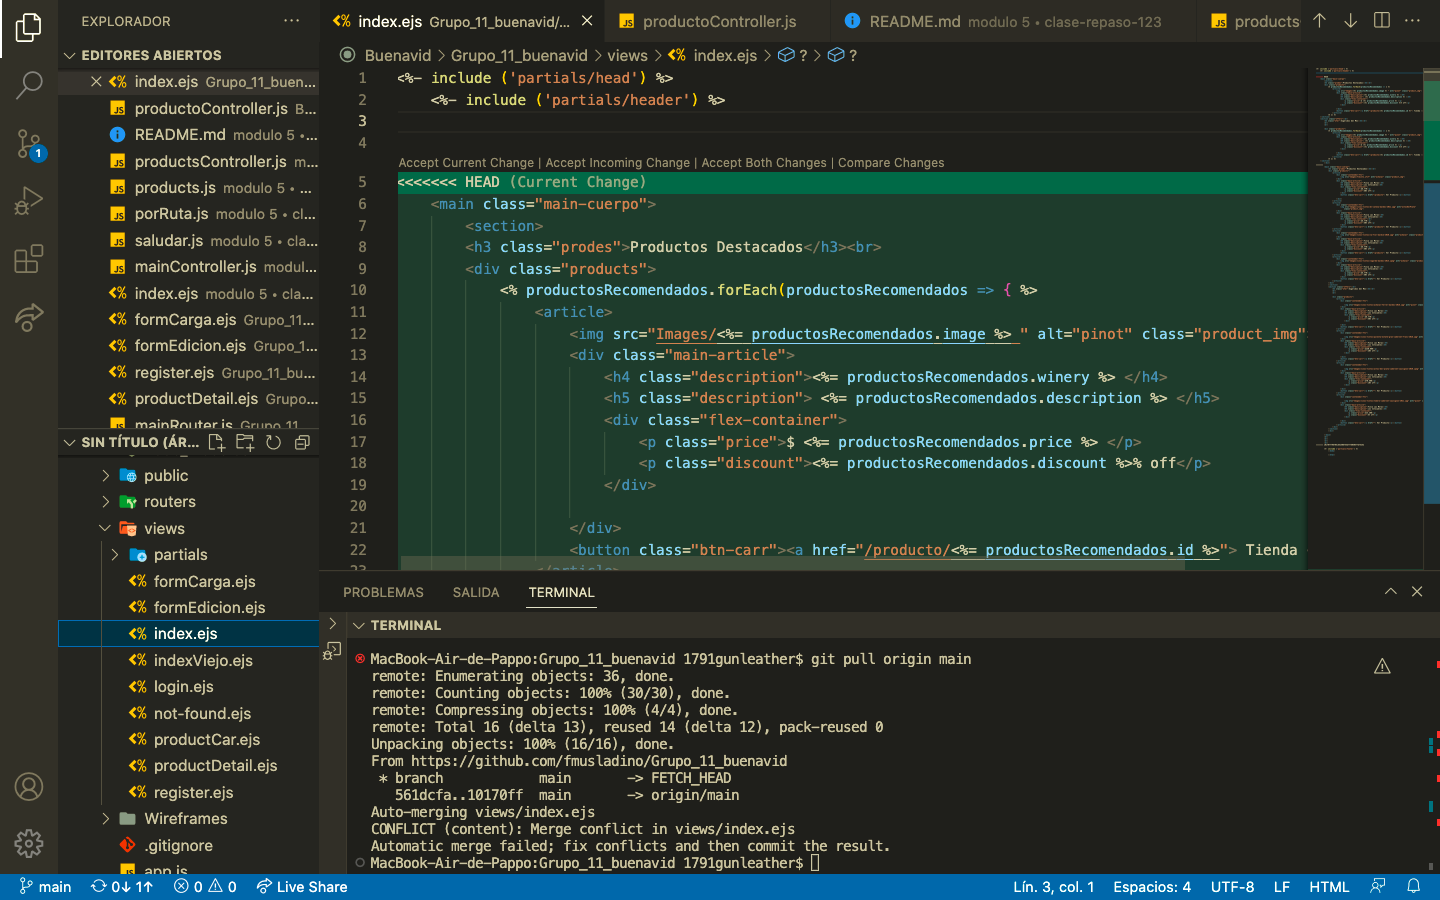 EXPLORADOR
EDITORES ABIERTOS
index.ejs Grupo_11_buen...
productoController.js B...
README.md modulo 5 •...
productsController.js m...
products.js modulo 5 • ...
porRuta.js modulo 5 • cl...
saludar.js modulo 5 • cla...
mainController.js modul...
index.ejs modulo 5 • cla...
formCarga.ejs Grupo_11...
formEdicion.ejs Grupo_1...
register.ejs Grupo_11_bu...
productDetail.ejs Grupo...
mainRouter.js Grupo_11
SIN TÍTULO (ÁR...
public
routers
views
partials
formCarga.ejs
formEdicion.ejs
index.ejs
indexViejo.ejs
login.ejs
not-found.ejs
productCar.ejs
productDetail.ejs
register.ejs
Wireframes
.gitignore
app.js
index.ejs Grupo_11_buenavid/... productoController.js README.md modulo 5 • clase-repaso-123 products
Buenavid > Grupo_11_buenavid > views > index.ejs > ? > ?
1 <%- include ('partials/head') %>
2 <%- include ('partials/header') %>
3
4
Accept Current Change | Accept Incoming Change | Accept Both Changes | Compare Changes
5 <<<<<<< HEAD (Current Change)
6 <main class="main-cuerpo">
7 <section>
8 <h3 class="prodes">Productos Destacados</h3><br>
9 <div class="products">
10 <% productosRecomendados.forEach(productosRecomendados => { %>
11 <article>
12 <img src="Images/<%= productosRecomendados.image %> " alt="pinot" class="product_img"
13 <div class="main-article">
14 <h4 class="description"><%= productosRecomendados.winery %> </h4>
15 <h5 class="description"> <%= productosRecomendados.description %> </h5>
16 <div class="flex-container">
17 <p class="price">$ <%= productosRecomendados.price %> </p>
18 <p class="discount"><%= productosRecomendados.discount %>% off</p>
19 </div>
20
21 </div>
22 <button class="btn-carr"><a href="/producto/<%= productosRecomendados.id %>"> Tienda
23 </article>
PROBLEMAS SALIDA TERMINAL
TERMINAL
MacBook-Air-de-Pappo:Grupo_11_buenavid 1791gunleather$ git pull origin main
remote: Enumerating objects: 36, done.
remote: Counting objects: 100% (30/30), done.
remote: Compressing objects: 100% (4/4), done.
remote: Total 16 (delta 13), reused 14 (delta 12), pack-reused 0
Unpacking objects: 100% (16/16), done.
From https://github.com/fmusladino/Grupo_11_buenavid
* branch main -> FETCH_HEAD
561dcfa..10170ff main -> origin/main
Auto-merging views/index.ejs
CONFLICT (content): Merge conflict in views/index.ejs
Automatic merge failed; fix conflicts and then commit the result.
MacBook-Air-de-Pappo:Grupo_11_buenavid 1791gunleather$
1
main 0↓ 1↑ 0 0 Live Share Lín. 3, col. 1 Espacios: 4 UTF-8 LF HTML